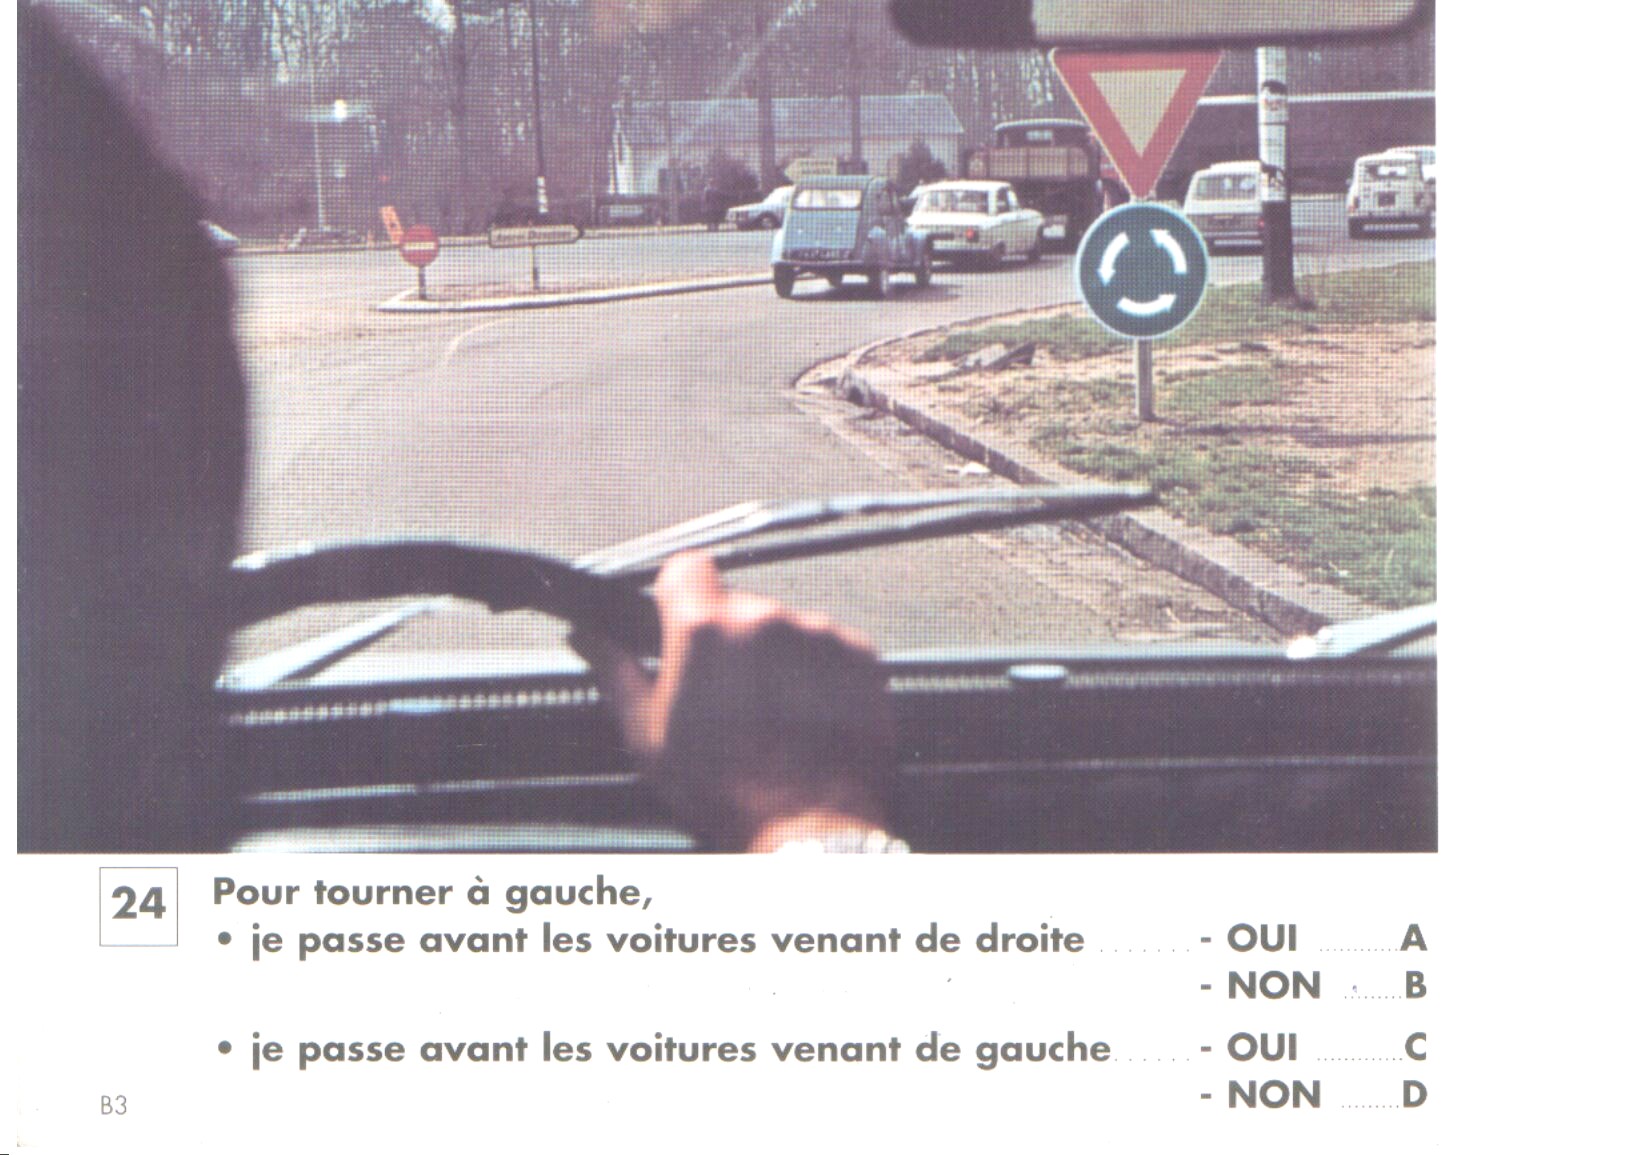 24
Pour tourner à gauche,
• je passe avant les voitures venant de droite ....... - OUI ........... A
- NON ........ B
• je passe avant les voitures venant de gauche ...... - OUI ............ C
- NON ......... D
B3